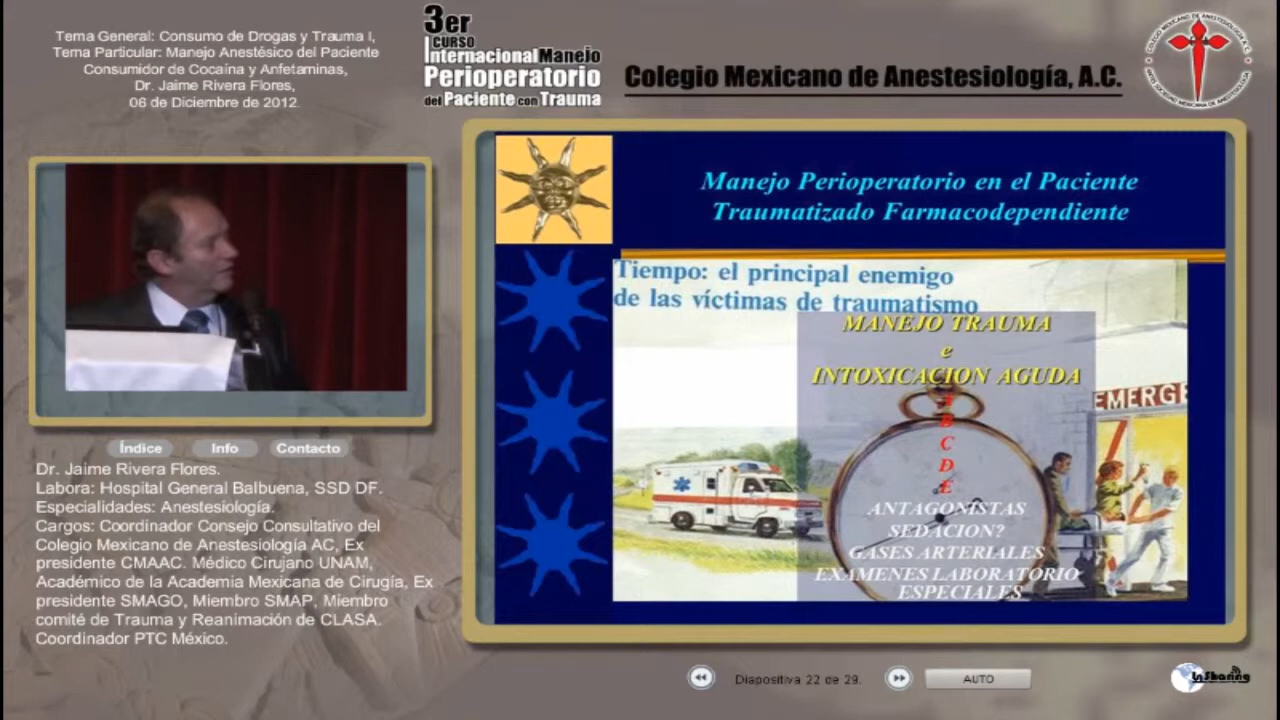 Tema General: Consumo de Drogas y Trauma I,
Tema Particular: Manejo Anestésico del Paciente
Consumidor de Cocaína y Anfetaminas,
Dr. Jaime Rivera Flores,
06 de Diciembre de 2012.
3er
CURSO
Internacional Manejo
Perioperatorio
del Paciente con Trauma
Colegio Mexicano de Anestesiología, A.C.
Manejo Perioperatorio en el Paciente
Traumatizado Farmacodependiente
Tiempo: el principal enemigo
de las víctimas de traumatismo
MANEJO TRAUMA
e
INTOXICACION AGUDA
EMERGE
A
B
C
D
E
ANTAGONISTAS
SEDACION?
GASES ARTERIALES
EXAMENES LABORATORIO
ESPECIALES
Índice Info Contacto
Dr. Jaime Rivera Flores.
Labora: Hospital General Balbuena, SSD DF.
Especialidades: Anestesiología.
Cargos: Coordinador Consejo Consultativo del
Colegio Mexicano de Anestesiología AC, Ex
presidente CMAAC. Médico Cirujano UNAM,
Académico de la Academia Mexicana de Cirugía, Ex
presidente SMAGO, Miembro SMAP, Miembro
comité de Trauma y Reanimación de CLASA.
Coordinador PTC México.
Diapositiva 22 de 29. AUTO
InSharing